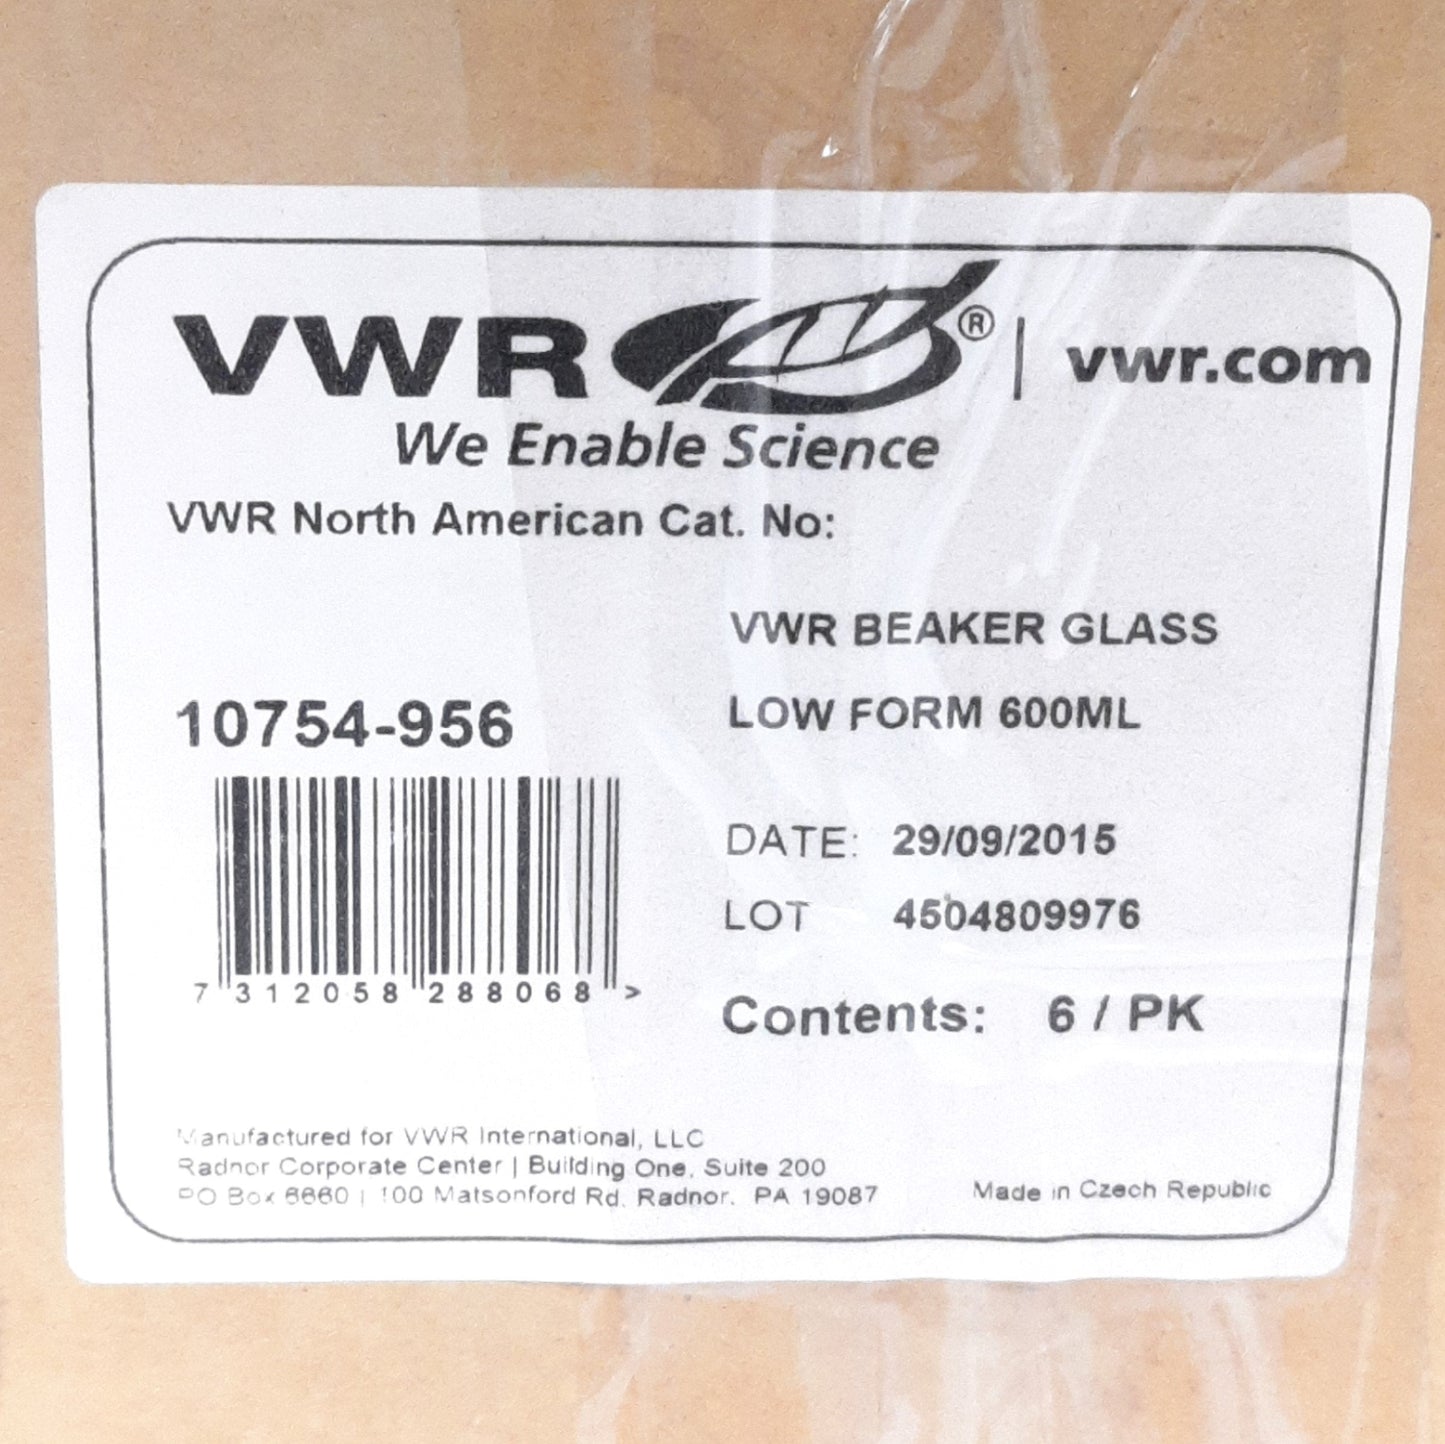 VWR ® | vwr.com
We Enable Science
VWR North American Cat. No:
VWR BEAKER GLASS
LOW FORM 600ML
10754-956
DATE: 29/09/2015
LOT 4504809976
7 312058 288068 >
Contents: 6 / PK
Manufactured for VWR International, LLC
Radnor Corporate Center | Building One, Suite 200
PO Box 6660 | 100 Matsonford Rd, Radnor, PA 19087
Made in Czech Republic